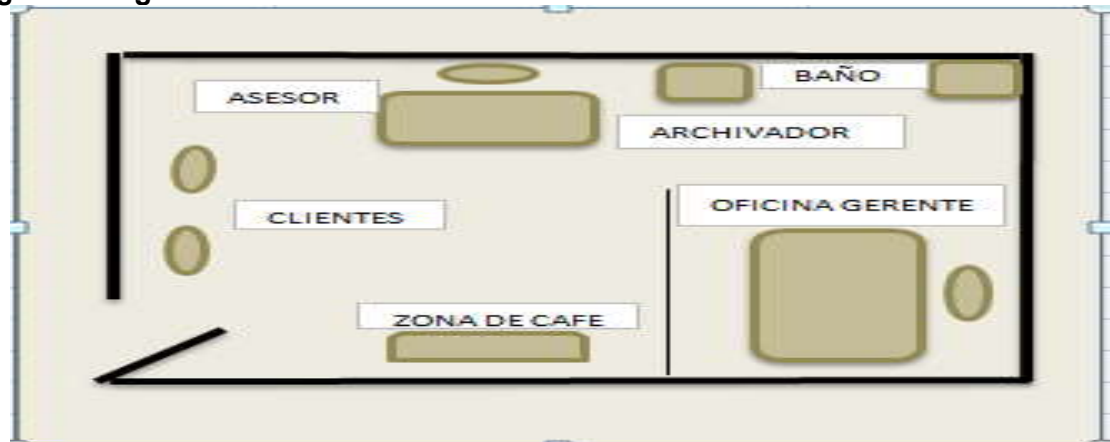 ASESOR
BAÑO
ARCHIVADOR
CLIENTES
OFICINA GERENTE
ZONA DE CAFE